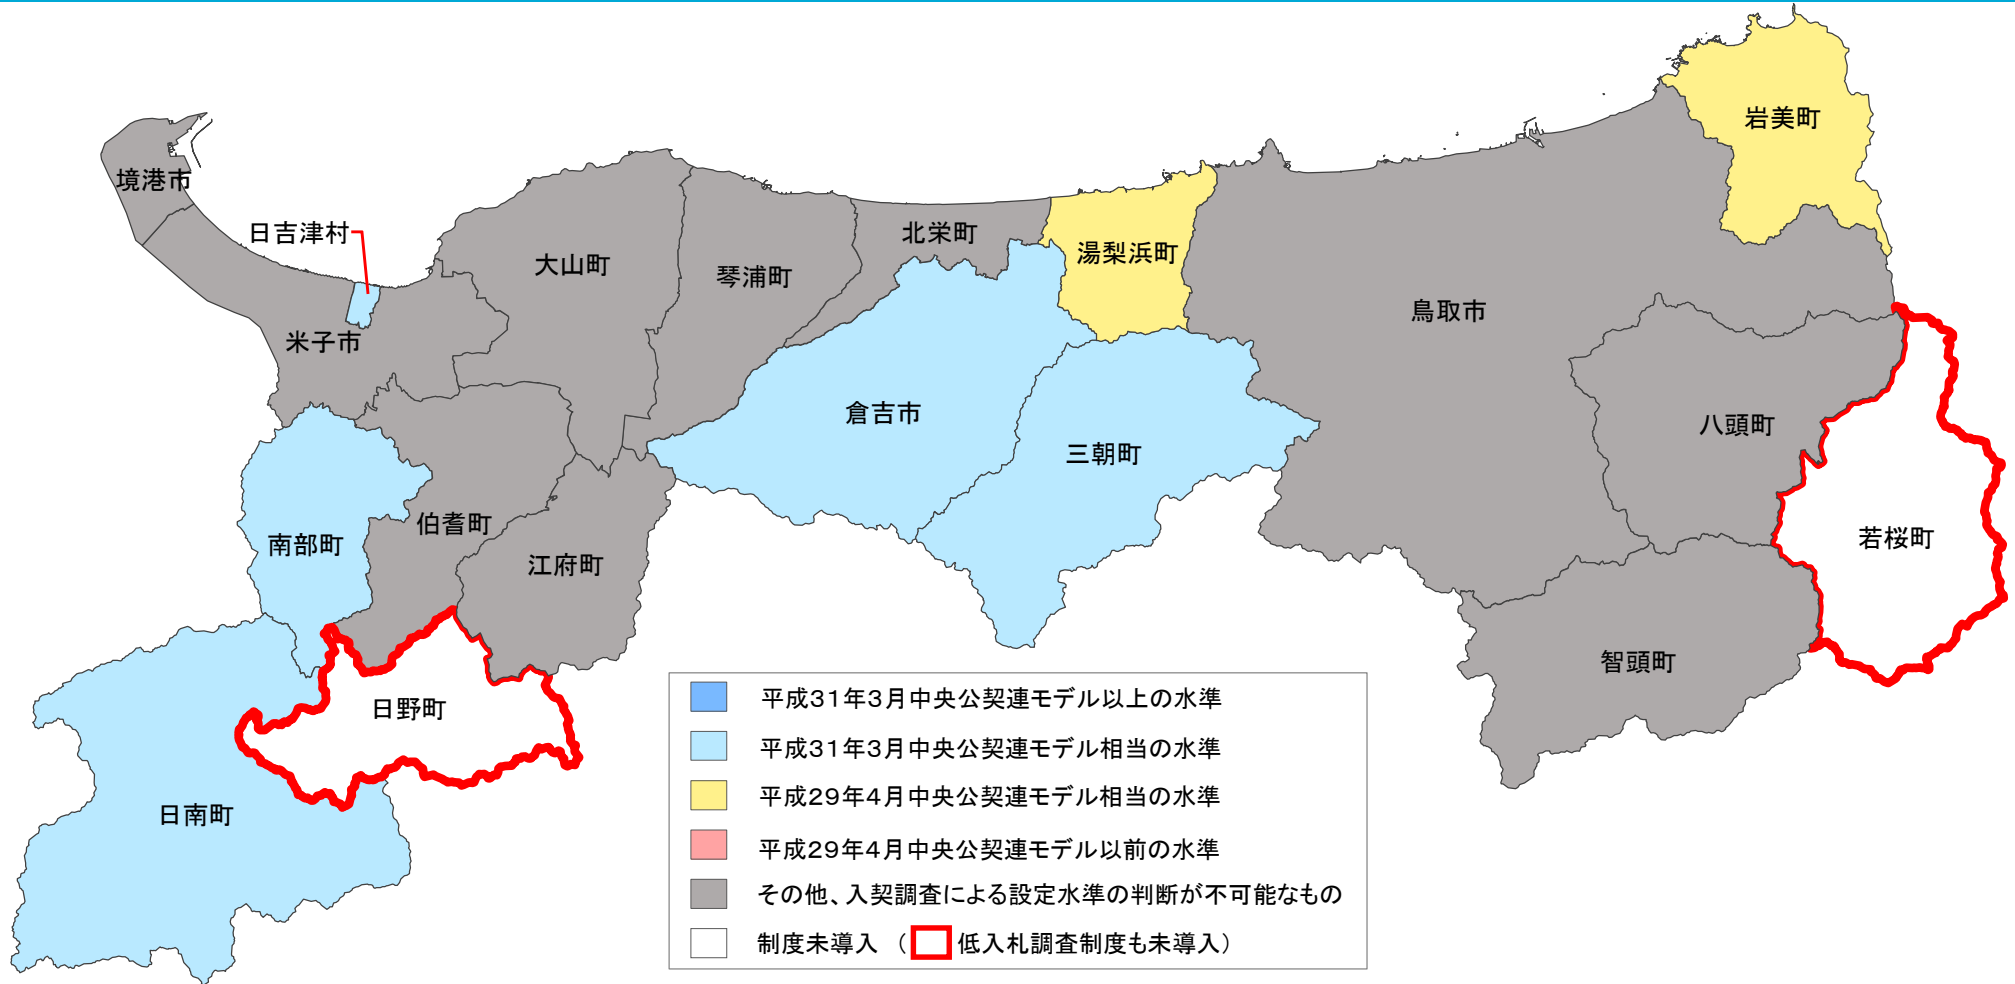 岩美町
境港市
日吉津村
北栄町
大山町
湯梨浜町
琴浦町
鳥取市
米子市
倉吉市
八頭町
三朝町
伯耆町
若桜町
南部町
江府町
智頭町
日野町
日南町
平成31年3月中央公契連モデル以上の水準
平成31年3月中央公契連モデル相当の水準
平成29年4月中央公契連モデル相当の水準
平成29年4月中央公契連モデル以前の水準
その他、入契調査による設定水準の判断が不可能なもの
制度未導入 （ 低入札調査制度も未導入）